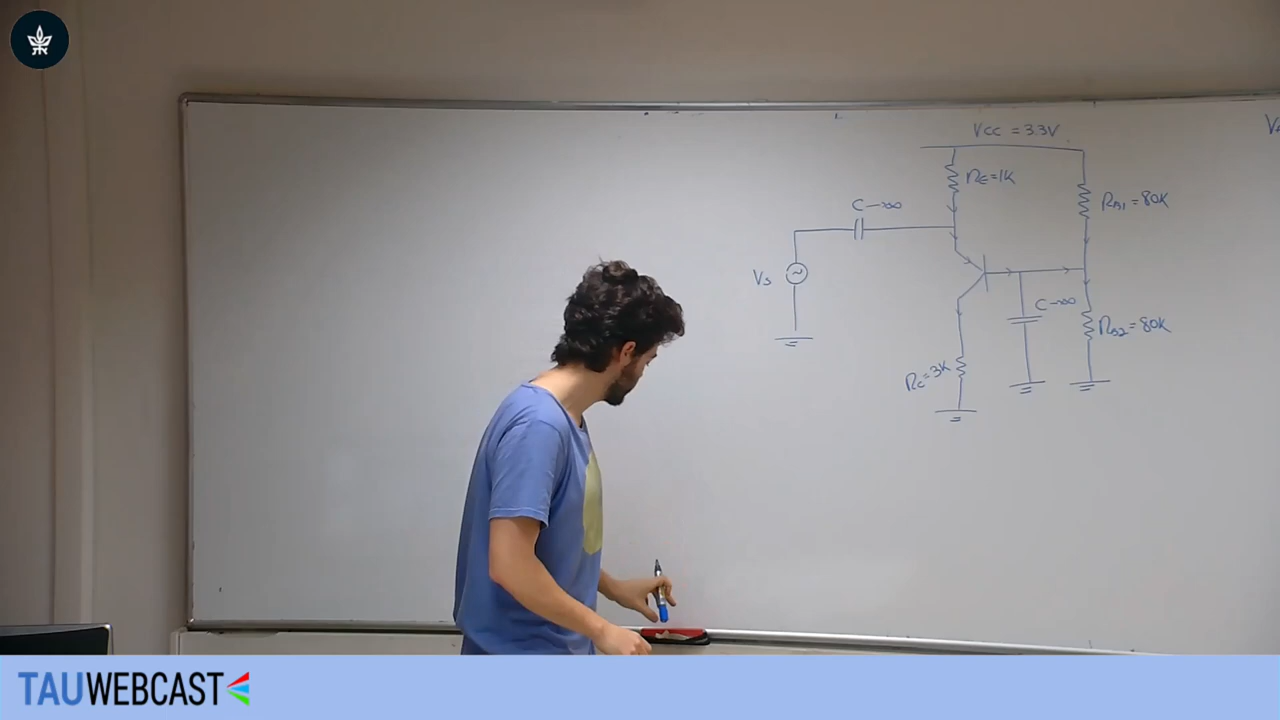 VCC = 3.3V
RE=1K
C→∞
RB1=80K
VS
~
C→∞
RB2=80K
RC=3K
TAUWEBCAST